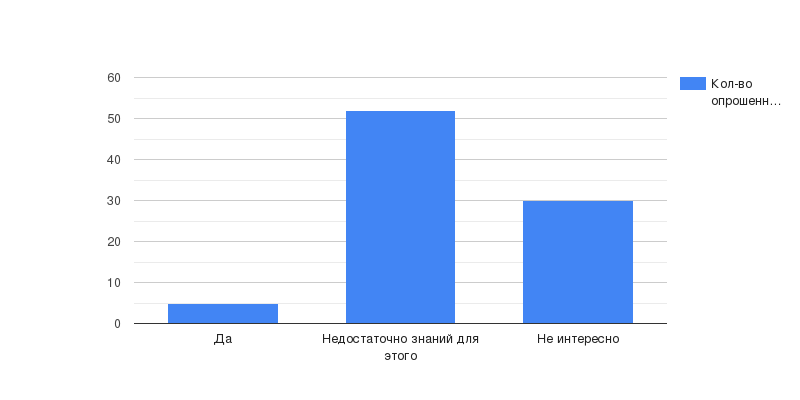 60
50
40
30
20
10
0
Да
Недостаточно знаний для
этого
Не интересно
Кол-во
опрошенн…